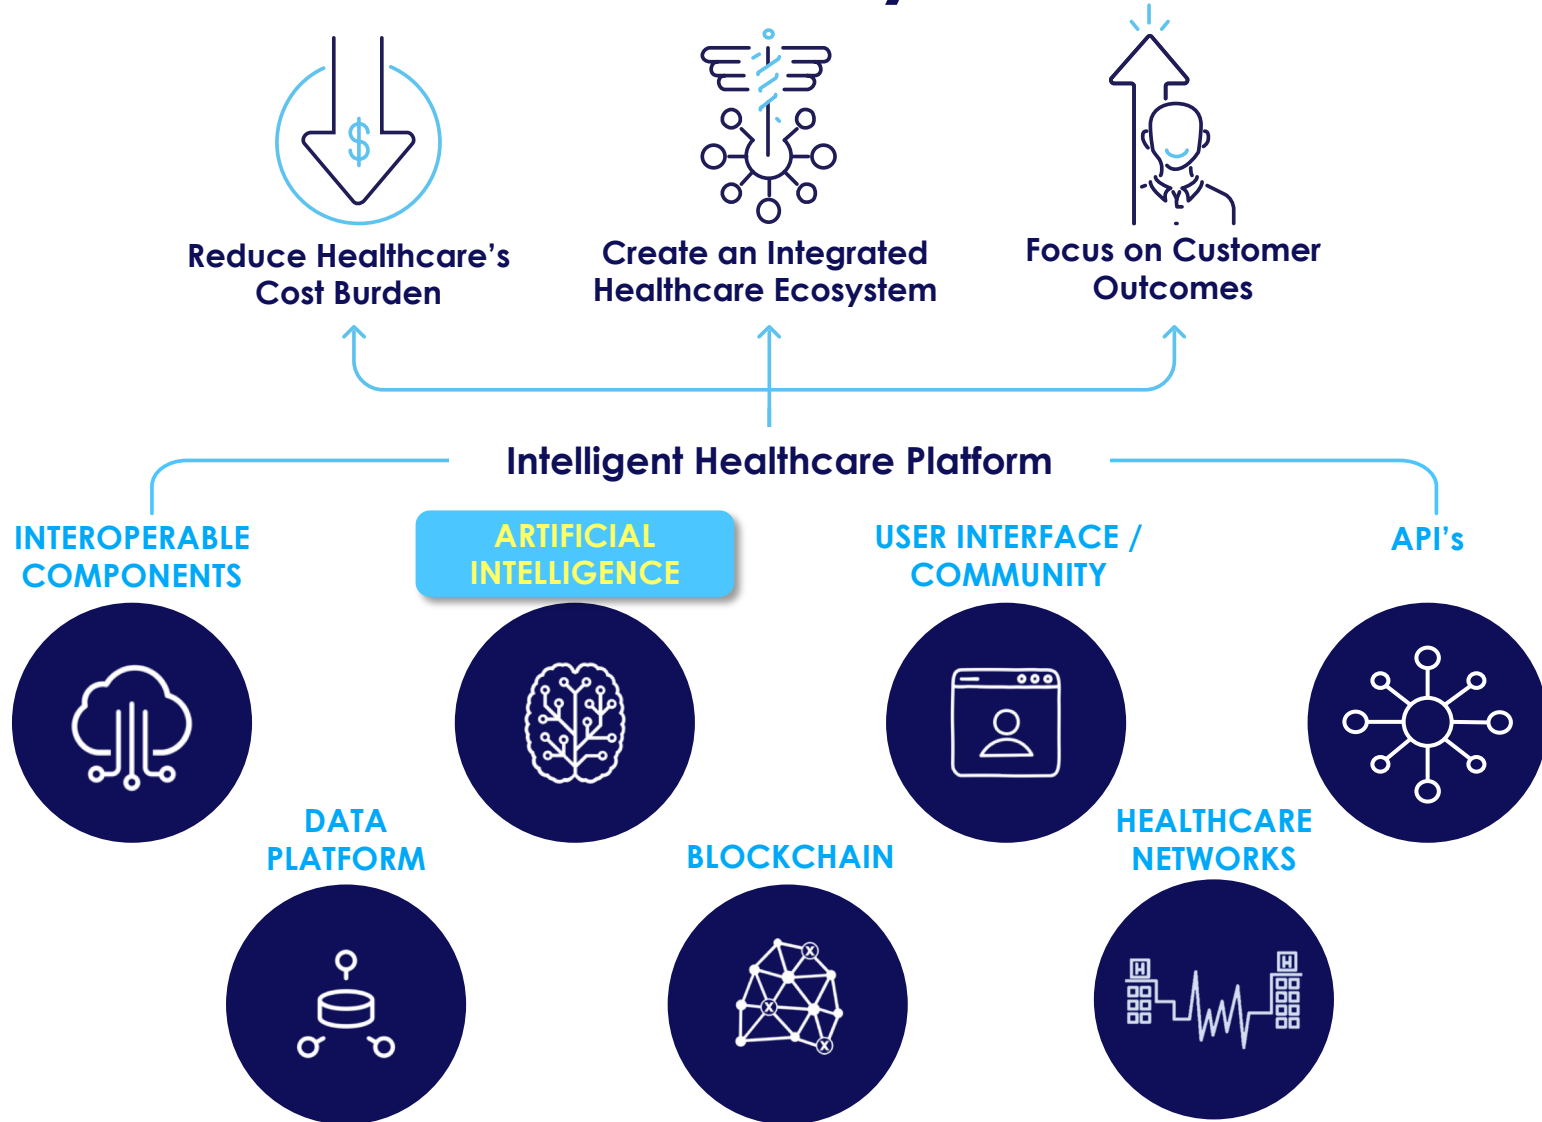 $
Reduce Healthcare’s
Cost Burden
Create an Integrated
Healthcare Ecosystem
Focus on Customer
Outcomes
Intelligent Healthcare Platform
INTEROPERABLE
COMPONENTS
ARTIFICIAL
INTELLIGENCE
USER INTERFACE /
COMMUNITY
API’s
DATA
PLATFORM
BLOCKCHAIN
HEALTHCARE
NETWORKS
X
X
X
H
H